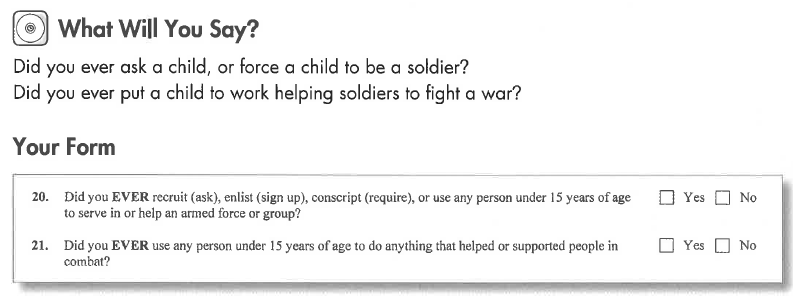 What Will You Say?
Did you ever ask a child, or force a child to be a soldier?
Did you ever put a child to work helping soldiers to fight a war?
Your Form
20. Did you EVER recruit (ask), enlist (sign up), conscript (require), or use any person under 15 years of age Yes No
to serve in or help an armed force or group?
21. Did you EVER use any person under 15 years of age to do anything that helped or supported people in Yes No
combat?